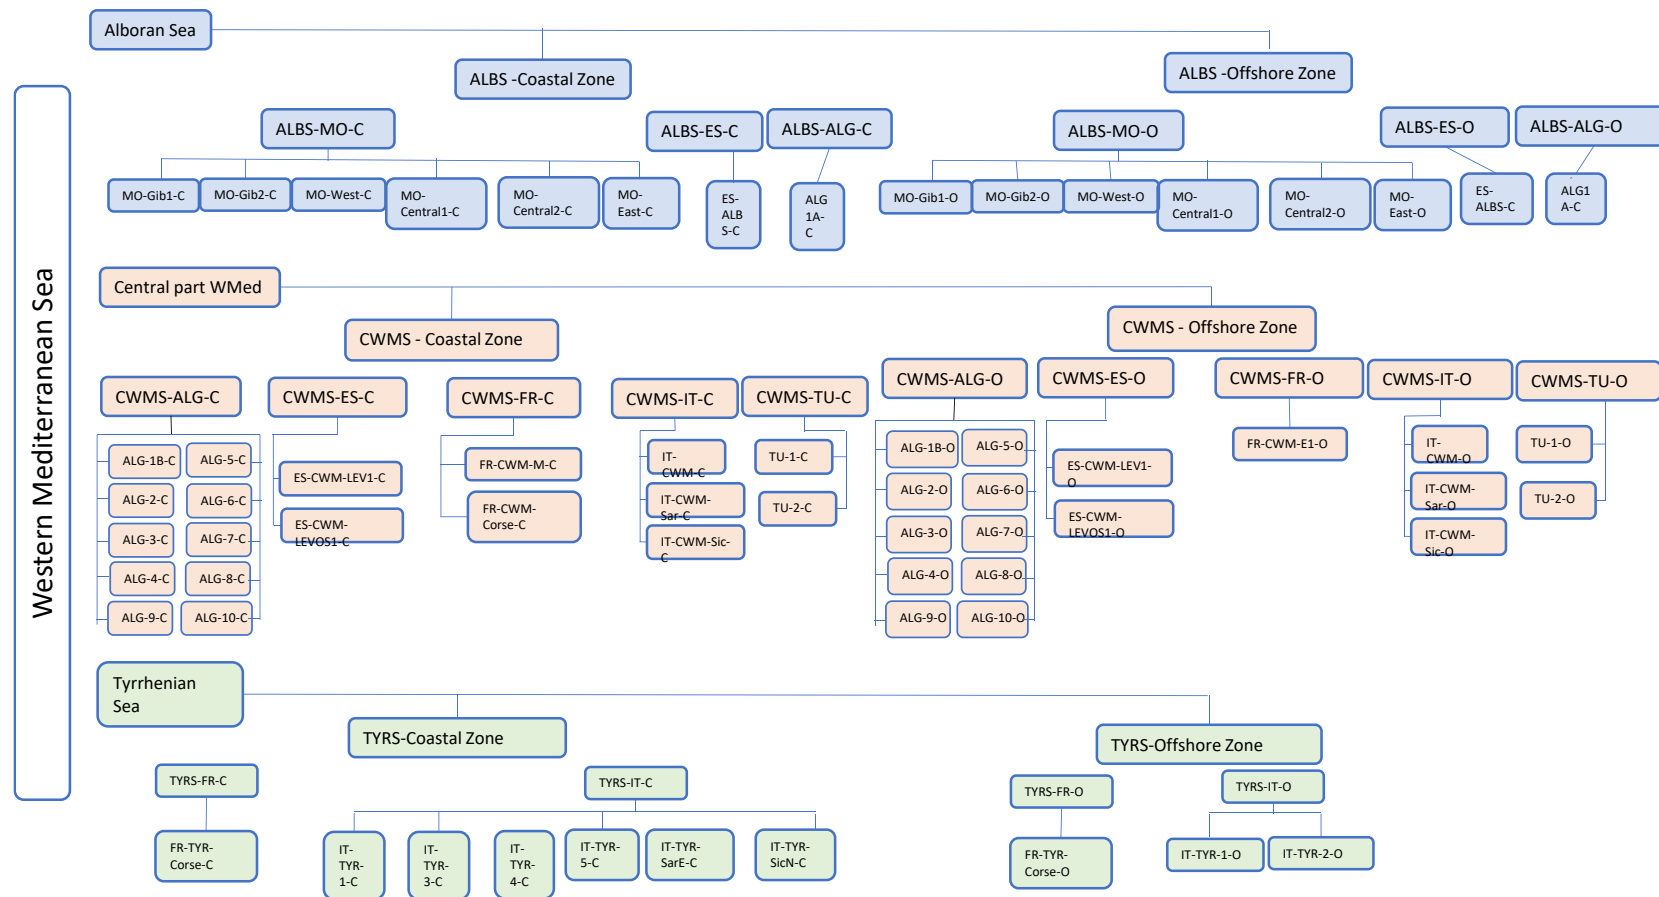 Western Mediterranean Sea
Alboran Sea
ALBS -Coastal Zone
ALBS -Offshore Zone
ALBS-MO-C
ALBS-ES-C
ALBS-ALG-C
ALBS-MO-O
ALBS-ES-O
ALBS-ALG-O
MO-Gib1-C
MO-Gib2-C
MO-West-C
MO-
Central1-C
MO-
Central2-C
MO-
East-C
ES-
ALB
S-C
ALG
1A-
C
MO-Gib1-O
MO-Gib2-O
MO-West-O
MO-
Central1-O
MO-
Central2-O
MO-
East-O
ES-
ALBS-C
ALG1
A-C
Central part WMed
CWMS - Coastal Zone
CWMS - Offshore Zone
CWMS-ALG-C
CWMS-ES-C
CWMS-FR-C
CWMS-IT-C
CWMS-TU-C
CWMS-ALG-O
CWMS-ES-O
CWMS-FR-O
CWMS-IT-O
CWMS-TU-O
ALG-1B-C
ALG-5-C
ALG-2-C
ALG-6-C
ALG-3-C
ALG-7-C
ALG-4-C
ALG-8-C
ALG-9-C
ALG-10-C
ES-CWM-LEV1-C
ES-CWM-
LEVOS1-C
FR-CWM-M-C
FR-CWM-
Corse-C
IT-
CWM-C
IT-CWM-
Sar-C
IT-CWM-Sic-
C
TU-1-C
TU-2-C
ALG-1B-O
ALG-5-O
ALG-2-O
ALG-6-O
ALG-3-O
ALG-7-O
ALG-4-O
ALG-8-O
ALG-9-O
ALG-10-O
ES-CWM-LEV1-
O
ES-CWM-
LEVOS1-O
FR-CWM-E1-O
IT-
CWM-O
IT-CWM-
Sar-O
IT-CWM-
Sic-O
TU-1-O
TU-2-O
Tyrrhenian
Sea
TYRS-Coastal Zone
TYRS-Offshore Zone
TYRS-FR-C
TYRS-IT-C
TYRS-FR-O
TYRS-IT-O
FR-TYR-
Corse-C
IT-
TYR-
1-C
IT-
TYR-
3-C
IT-
TYR-
4-C
IT-TYR-
5-C
IT-TYR-
SarE-C
IT-TYR-
SicN-C
FR-TYR-
Corse-O
IT-TYR-1-O
IT-TYR-2-O